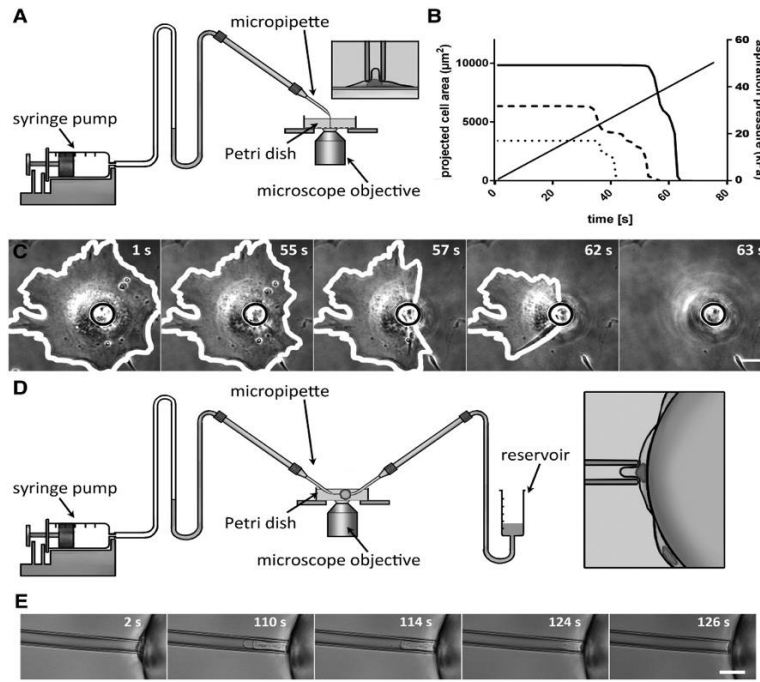 A
micropipette
syringe pump
Petri dish
microscope objective
B
projected cell area (µm²)
10000
5000
0
60
40
20
0
0 20 40 60 80
time [s]
C
1 s
55 s
57 s
62 s
63 s
D
micropipette
syringe pump
Petri dish
microscope objective
reservoir
E
2 s
110 s
114 s
124 s
126 s